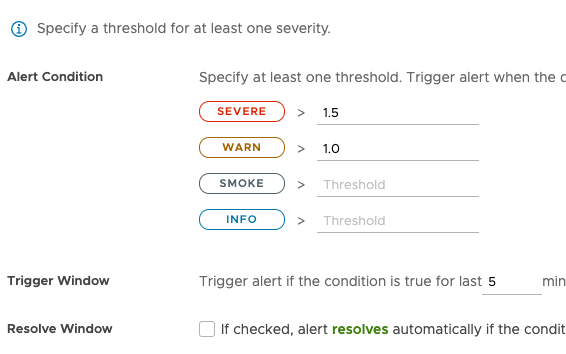 Specify a threshold for at least one severity.
Alert Condition
Specify at least one threshold. Trigger alert when the
SEVERE > 1.5
WARN > 1.0
SMOKE > Threshold
INFO > Threshold
Trigger Window
Trigger alert if the condition is true for last 5 min
Resolve Window
If checked, alert resolves automatically if the condit